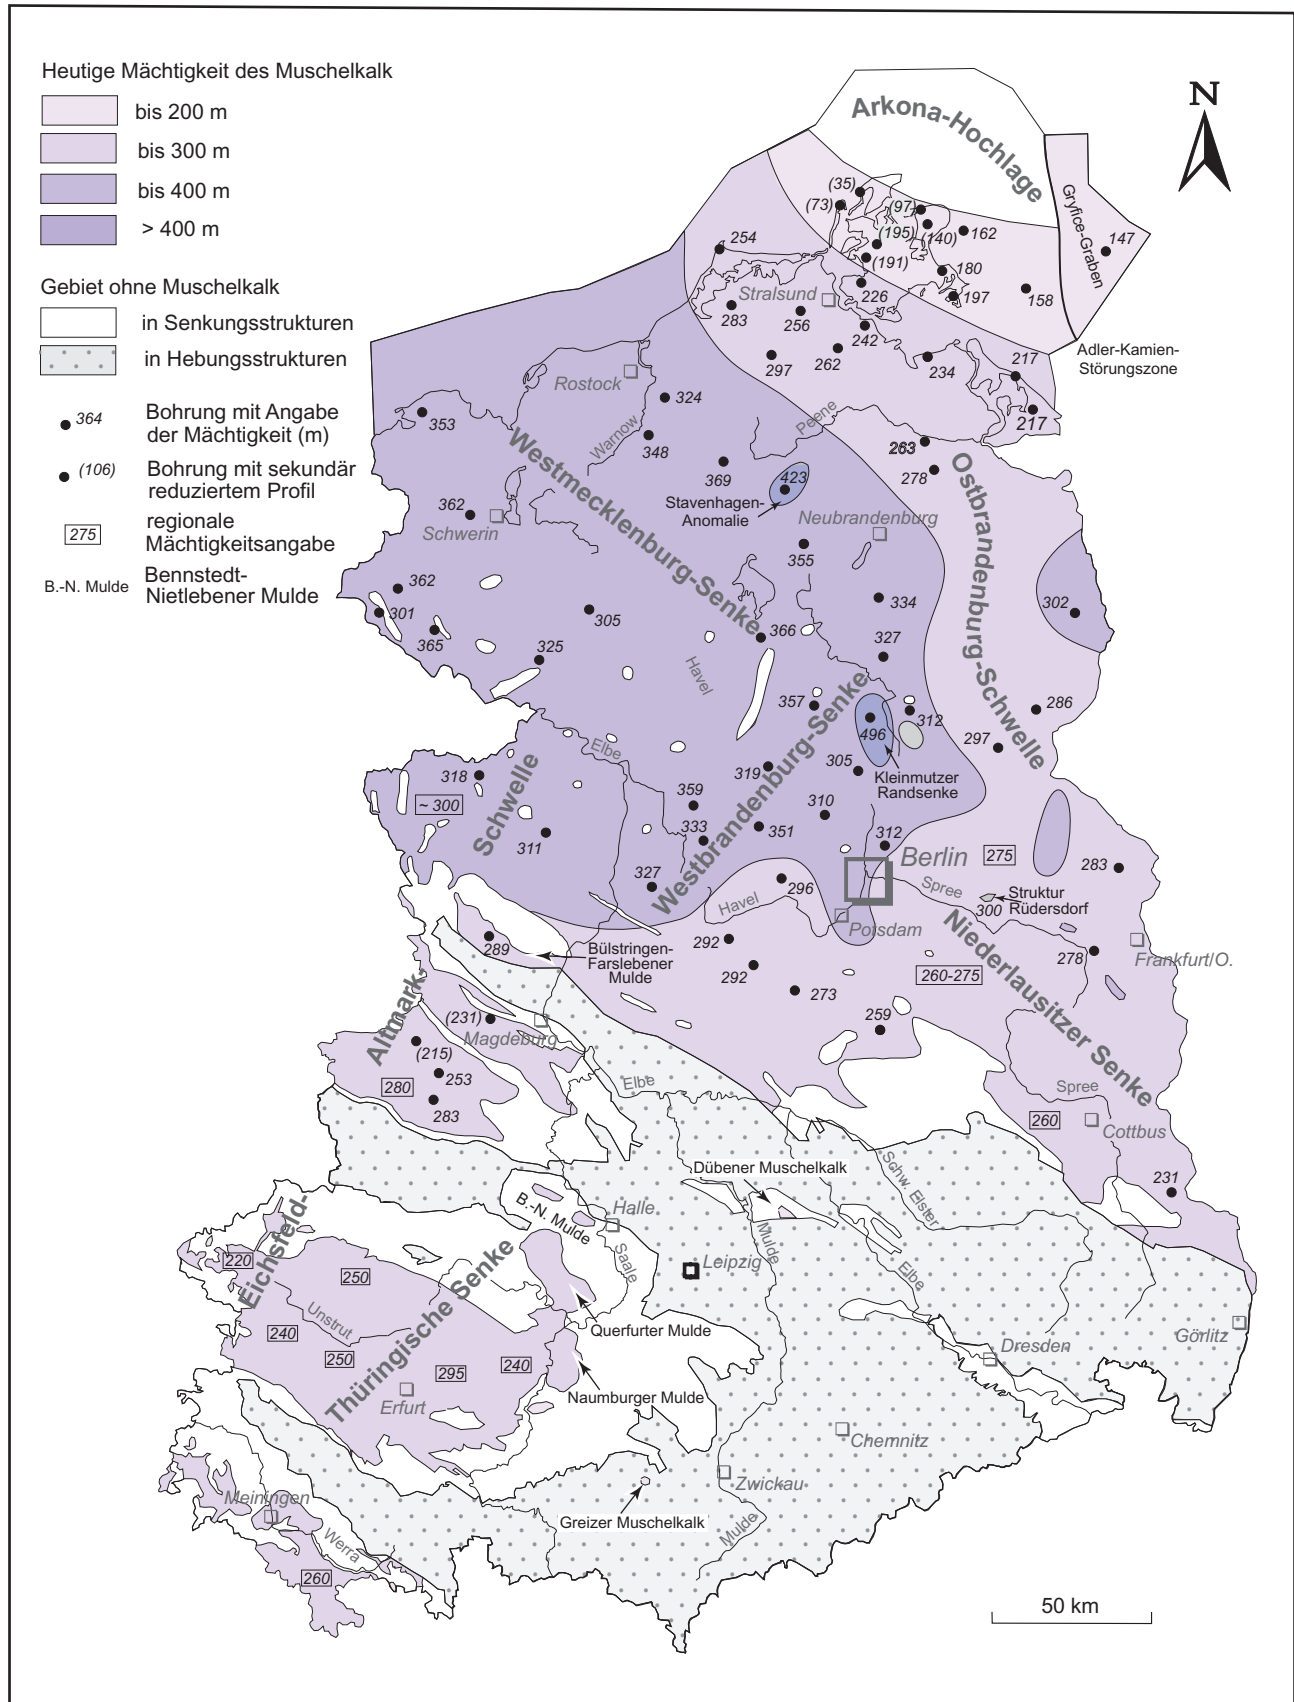 Heutige Mächtigkeit des Muschelkalk
bis 200 m
bis 300 m
bis 400 m
> 400 m
Gebiet ohne Muschelkalk
in Senkungsstrukturen
in Hebungsstrukturen
364
Bohrung mit Angabe
der Mächtigkeit (m)
(106)
Bohrung mit sekundär
reduziertem Profil
275
regionale
Mächtigkeitsangabe
B.-N. Mulde
Bennstedt-
Nietlebener Mulde
N
Arkona-Hochlage
Gryfice-Graben
(35)
(73)
(97)
(195)
(140)
162
147
254
(191)
180
226
197
158
Stralsund
283
256
242
297
262
234
217
Adler-Kamien-
Störungszone
217
Rostock
324
353
Warnow
348
Peene
263
278
369
423
Stavenhagen-
Anomalie
Westmecklenburg-Senke
Ostbrandenburg-Schwelle
362
Schwerin
Neubrandenburg
355
362
301
365
305
334
302
325
366
327
Havel
357
312
286
496
297
Elbe
Kleinmutzer
Randsenke
318
~ 300
Schwelle
319
305
359
310
311
333
351
312
Westbrandenburg-Senke
327
296
Berlin
275
283
Spree
Struktur
Rüdersdorf
300
Havel
Potsdam
Niederlausitzer Senke
289
Bülstringen-
Farslebener
Mulde
292
292
278
Frankfurt/O.
260-275
273
259
Altmark-
(231)
Magdeburg
(215)
253
280
283
Elbe
Spree
260
Cottbus
231
Dübener Muschelkalk
Schw. Elster
B.-N. Mulde
Halle
Saale
Mulde
Leipzig
Elbe
Eichsfeld-
220
250
Unstrut
240
250
Thüringische Senke
295
240
Erfurt
Querfurter Mulde
Naumburger Mulde
Görlitz
Dresden
Chemnitz
Zwickau
Meiningen
Greizer Muschelkalk
Mulde
Werra
260
50 km